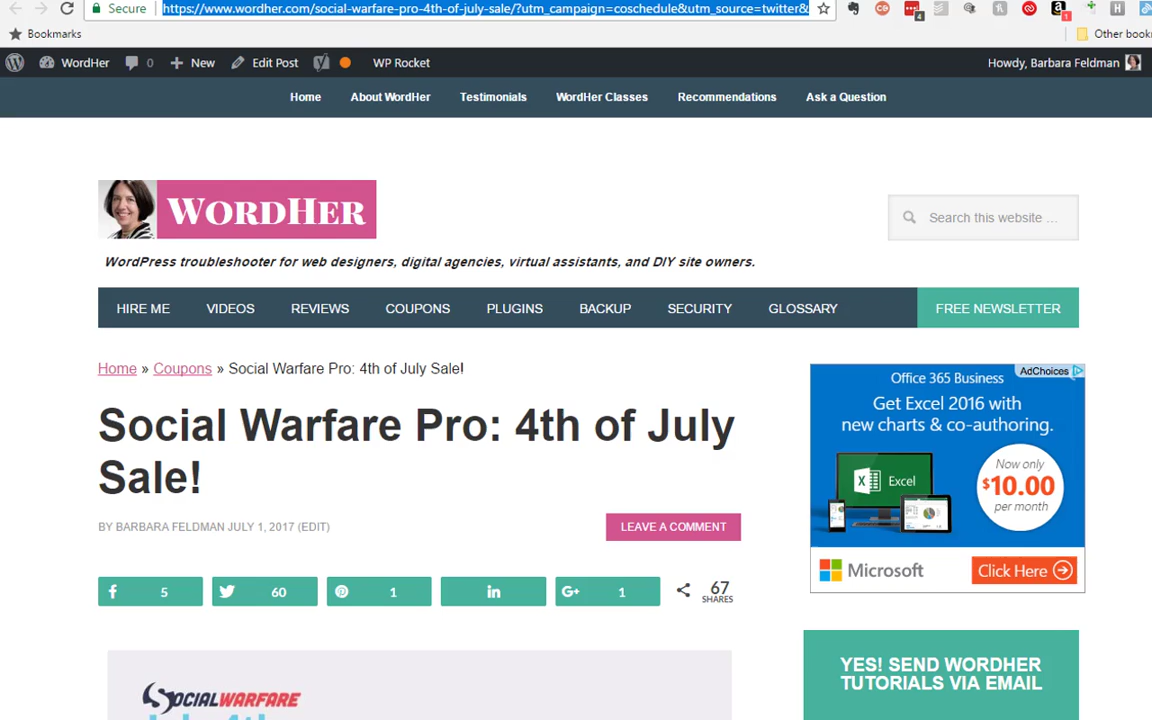 Secure https://www.wordher.com/social-warfare-pro-4th-of-july-sale/?utm_campaign=coschedule&utm_source=twitter&
Bookmarks Other book
WordHer 0 New Edit Post WP Rocket Howdy, Barbara Feldman
Home About WordHer Testimonials WordHer Classes Recommendations Ask a Question
WORDHER
Search this website ...
WordPress troubleshooter for web designers, digital agencies, virtual assistants, and DIY site owners.
HIRE ME VIDEOS REVIEWS COUPONS PLUGINS BACKUP SECURITY GLOSSARY FREE NEWSLETTER
Home » Coupons » Social Warfare Pro: 4th of July Sale!
Social Warfare Pro: 4th of July
Sale!
BY BARBARA FELDMAN JULY 1, 2017 (EDIT)
LEAVE A COMMENT
5 60 1 in G+ 1 67
SHARES
SOCIALWARFARE
AdChoices
Office 365 Business
Get Excel 2016 with
new charts & co-authoring.
Excel
Now only
$10.00
per month
Microsoft Click Here
YES! SEND WORDHER
TUTORIALS VIA EMAIL